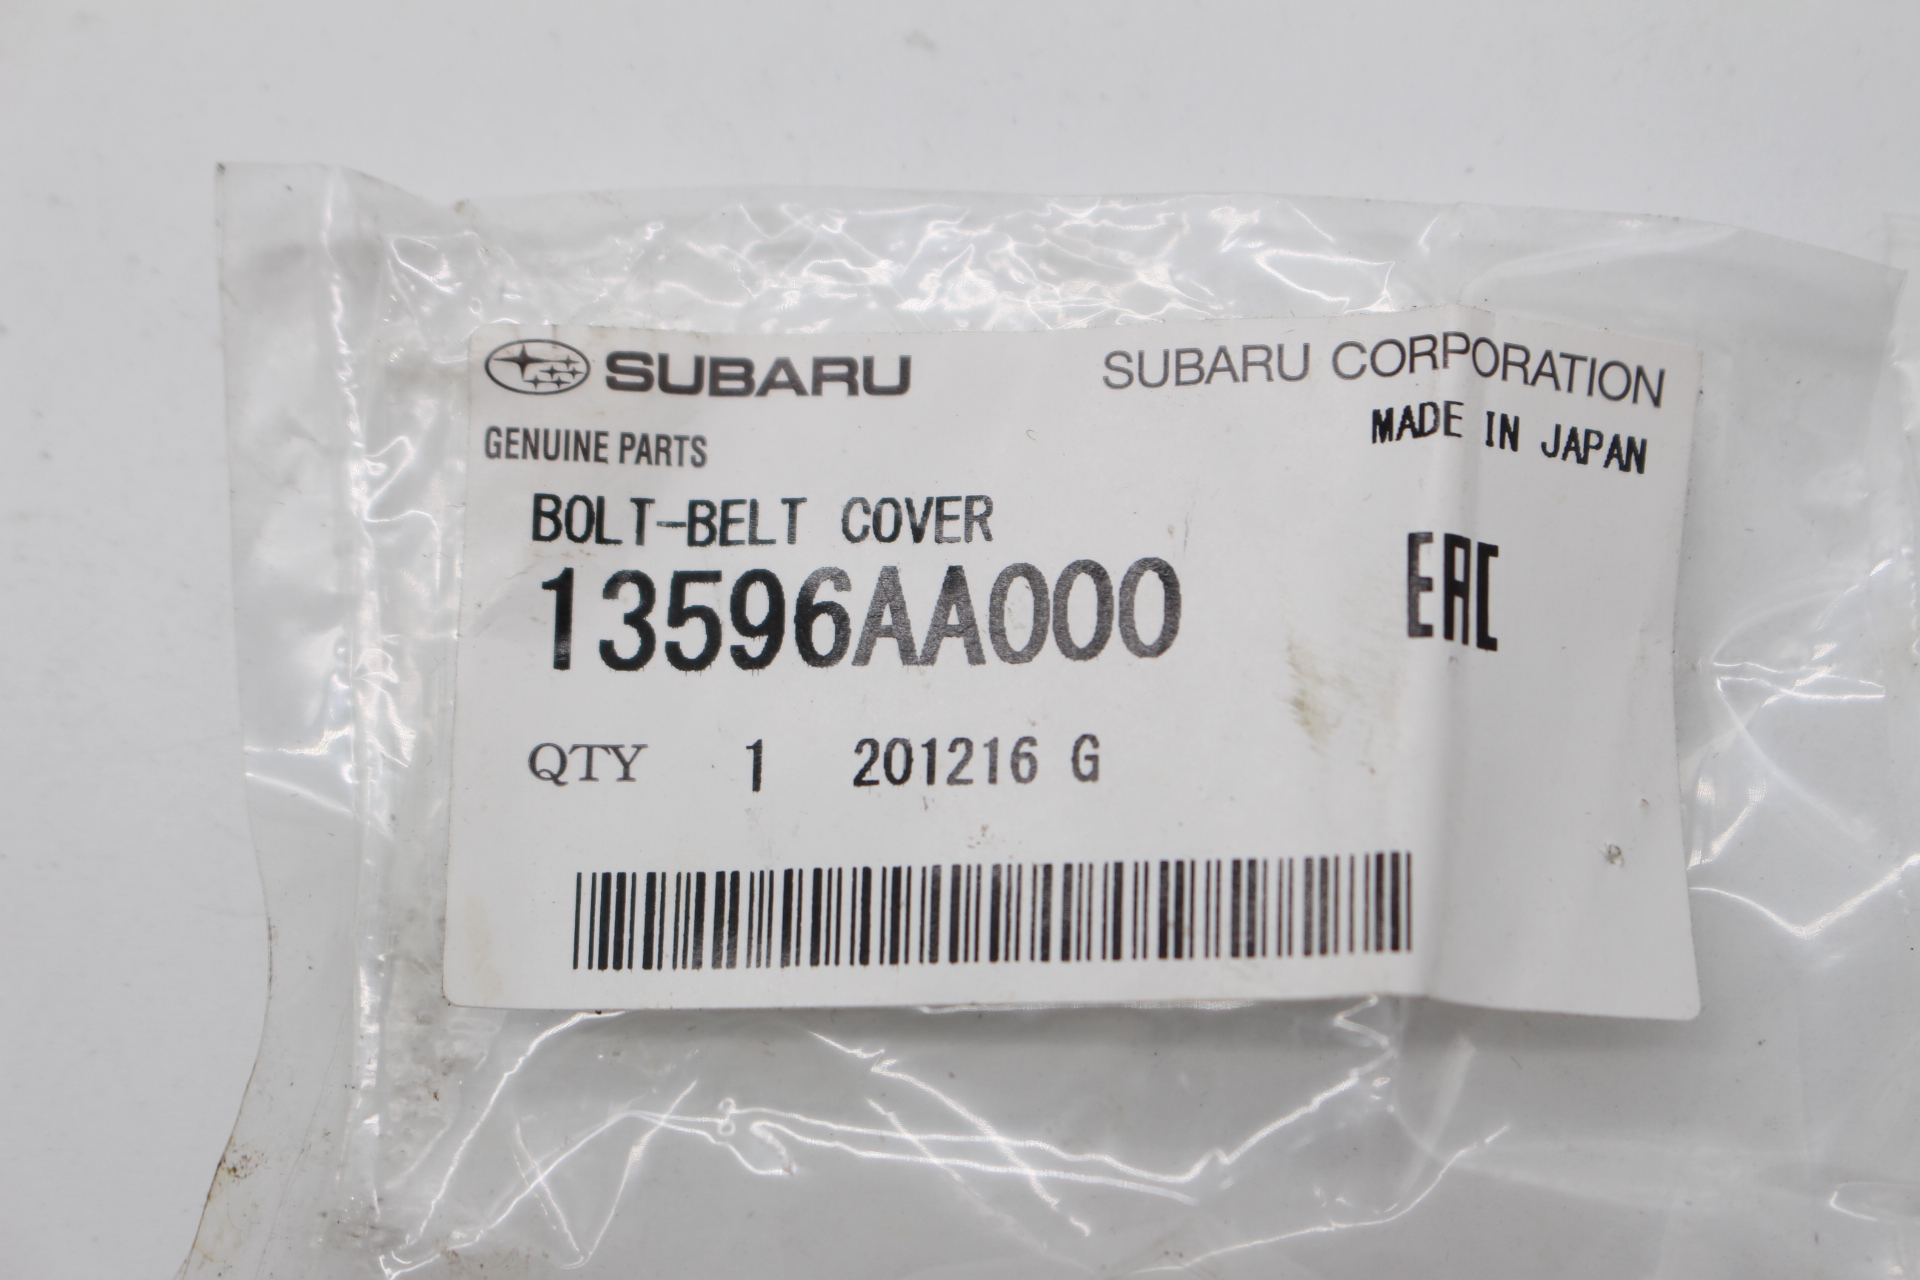 SUBARU
SUBARU CORPORATION
MADE IN JAPAN
GENUINE PARTS
BOLT-BELT COVER
13596AA000
EAC
QTY 1 201216 G